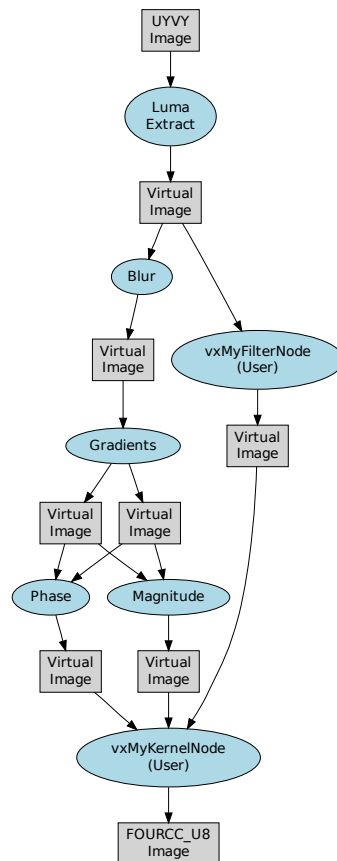 UYVY
Image
Luma
Extract
Virtual
Image
Blur
Virtual
Image
vxMyFilterNode
(User)
Gradients
Virtual
Image
Virtual
Image
Virtual
Image
Phase
Magnitude
Virtual
Image
Virtual
Image
vxMyKernelNode
(User)
FOURCC_U8
Image